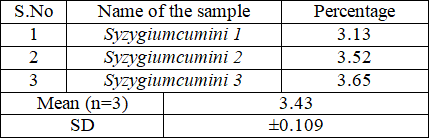 S.No Name of the sample Percentage
1 Syzygiumcumini 1 3.13
2 Syzygiumcumini 2 3.52
3 Syzygiumcumini 3 3.65
Mean (n=3) 3.43
SD ±0.109